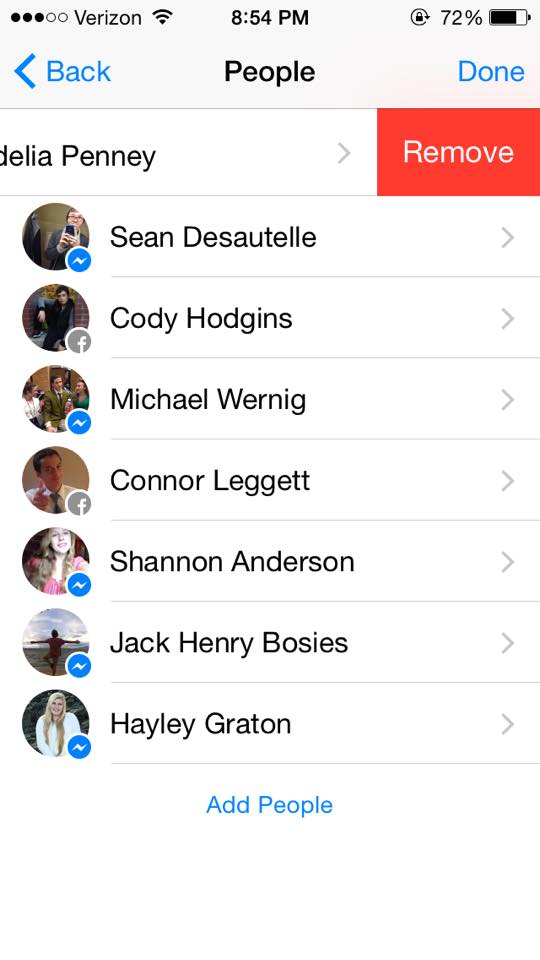 Verizon 8:54 PM 72%
Back People Done
delia Penney Remove
Sean Desautelle
Cody Hodgins
Michael Wernig
Connor Leggett
Shannon Anderson
Jack Henry Bosies
Hayley Graton
Add People